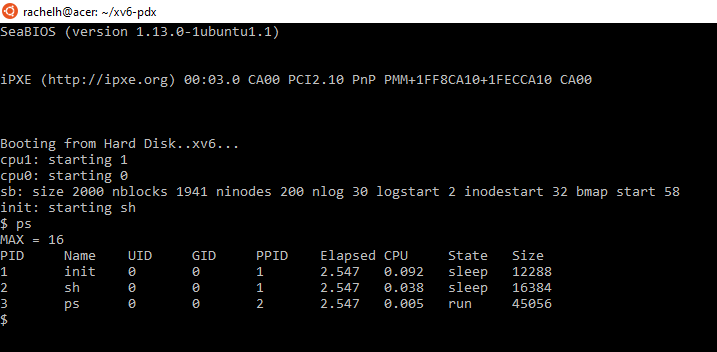 rachelh@acer: ~/xv6-pdx
SeaBIOS (version 1.13.0-1ubuntu1.1)
iPXE (http://ipxe.org) 00:03.0 CA00 PCI2.10 PnP PMM+1FF8CA10+1FECCA10 CA00
Booting from Hard Disk..xv6...
cpu1: starting 1
cpu0: starting 0
sb: size 2000 nblocks 1941 ninodes 200 nlog 30 logstart 2 inodestart 32 bmap start 58
init: starting sh
$ ps
MAX = 16
PID Name UID GID PPID Elapsed CPU State Size
1 init 0 0 1 2.547 0.092 sleep 12288
2 sh 0 0 1 2.547 0.038 sleep 16384
3 ps 0 0 2 2.547 0.005 run 45056
$